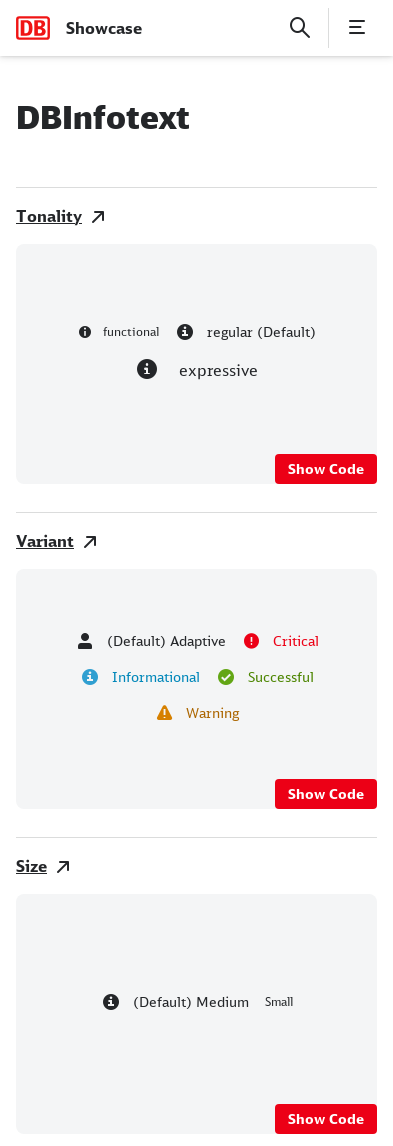 DB Showcase
DBInfotext
Tonality
functional regular (Default)
expressive
Show Code
Variant
(Default) Adaptive Critical
Informational Successful
Warning
Show Code
Size
(Default) Medium Small
Show Code